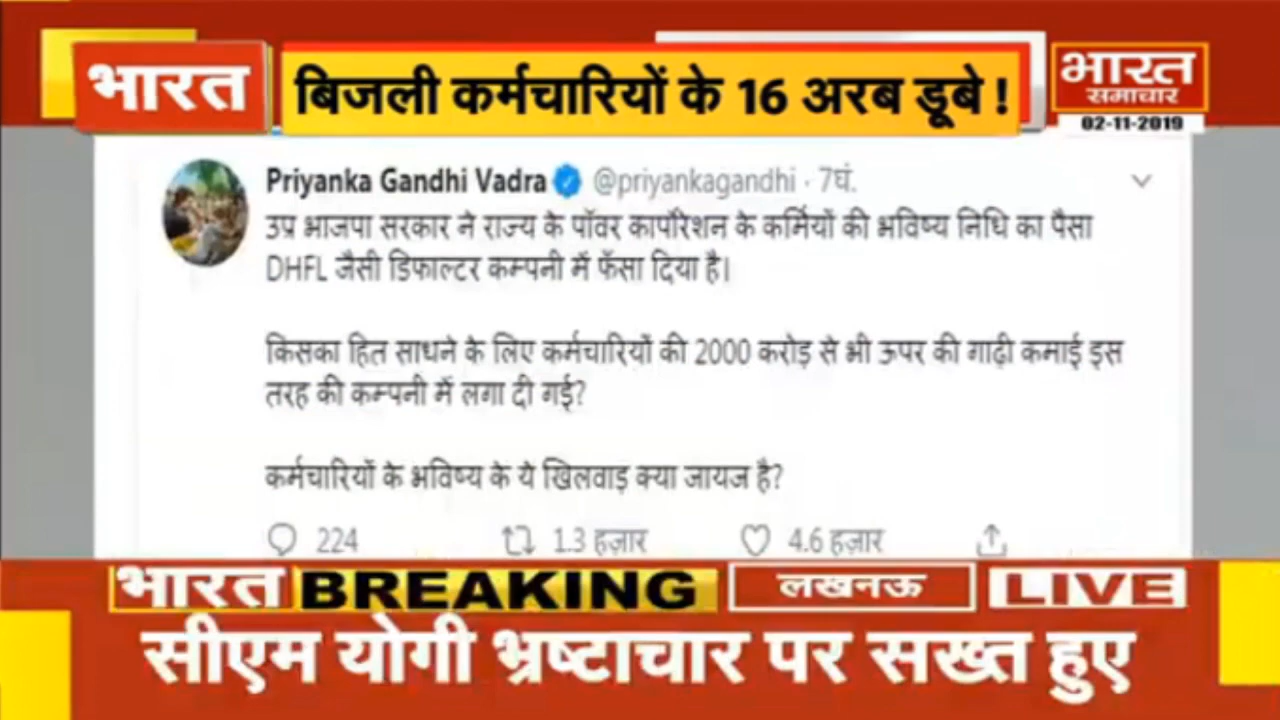 भारत
बिजली कर्मचारियों के 16 अरब डूबे !
भारत
समाचार
02-11-2019
Priyanka Gandhi Vadra @priyankagandhi · 7घं.
उप्र भाजपा सरकार ने राज्य के पॉवर कार्पोरेशन के कर्मियों की भविष्य निधि का पैसा
DHFL जैसी डिफाल्टर कम्पनी में फँसा दिया है।
किसका हित साधने के लिए कर्मचारियों की 2000 करोड़ से भी ऊपर की गाढ़ी कमाई इस
तरह की कम्पनी में लगा दी गई?
कर्मचारियों के भविष्य के ये खिलवाड़ क्या जायज है?
224 1.3 हज़ार 4.6 हज़ार
भारत BREAKING लखनऊ LIVE
सीएम योगी भ्रष्टाचार पर सख्त हुए